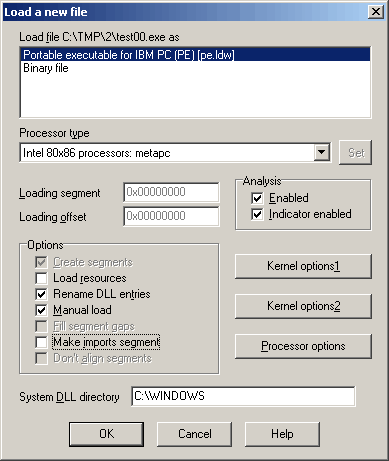 Load a new file
Load file C:\TMP\2\test00.exe as
Portable executable for IBM PC (PE) [pe.ldw]
Binary file
Processor type
Intel 80x86 processors: metapc
Set
Loading segment 0x00000000
Loading offset 0x00000000
Analysis
Enabled
Indicator enabled
Options
Create segments
Load resources
Rename DLL entries
Manual load
Fill segment gaps
Make imports segment
Don't align segments
Kernel options1
Kernel options2
Processor options
System DLL directory C:\WINDOWS
OK Cancel Help